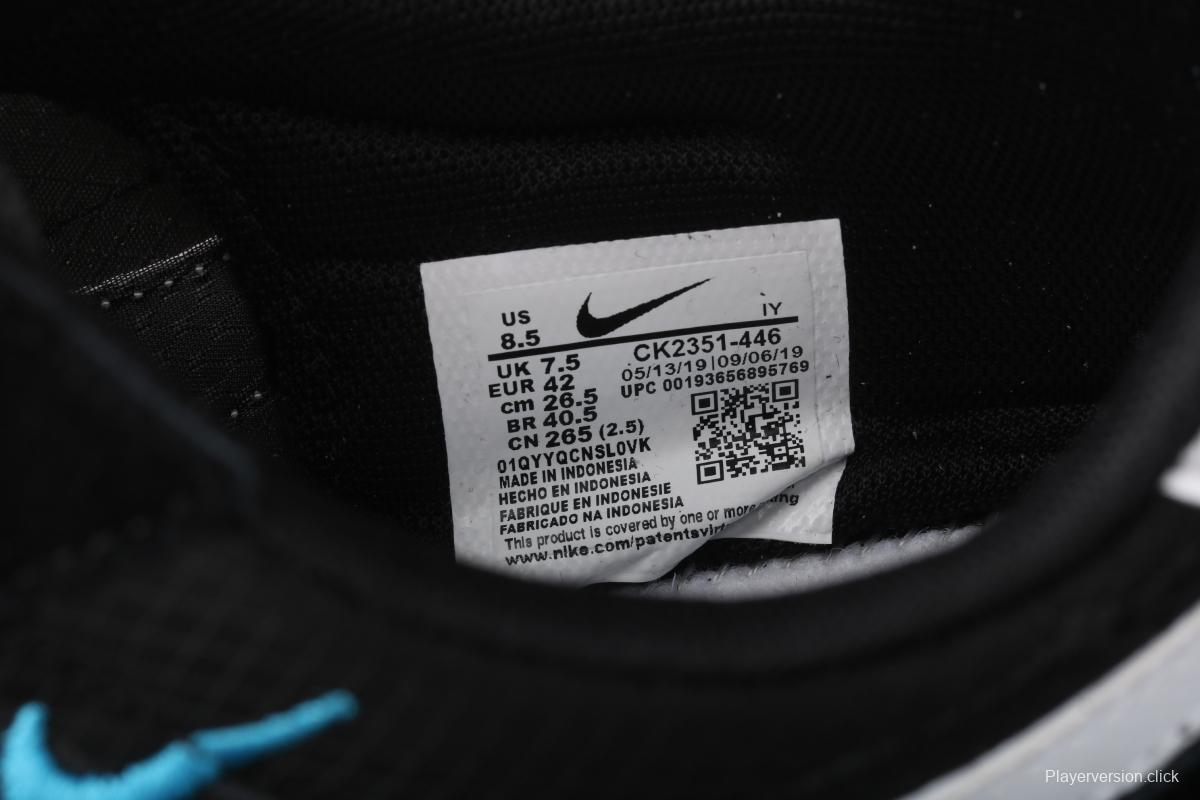 US
8.5
IY
UK 7.5
EUR 42
cm 26.5
BR 40.5
CN 265 (2.5)
CK2351-446
05/13/19|09/06/19
UPC 00193656895769
01QYYQCNSL0VK
MADE IN INDONESIA
HECHO EN INDONESIA
FABRIQUE EN INDONESIE
FABRICADO NA INDONESIA
This product is covered by one or more
www.nike.com/patents
Playerversion.click